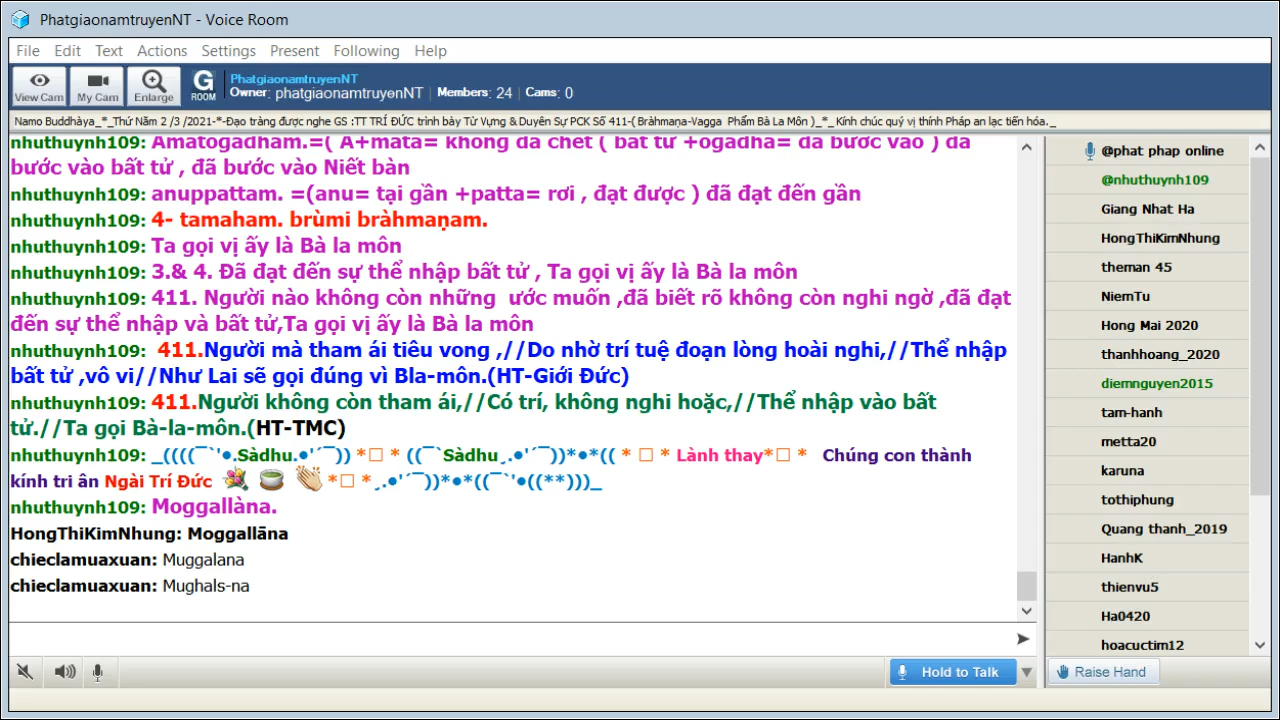 PhatgiaonamtruyenNT - Voice Room
File Edit Text Actions Settings Present Following Help
View Cam My Cam Enlarge G ROOM PhatgiaonamtruyenNT
Owner: phatgiaonamtruyenNT | Members: 24 | Cams: 0
Namo Buddhàya_*_Thứ Năm 2 /3 /2021-*-Đạo tràng được nghe GS :TT TRÍ ĐỨC trình bày Từ Vựng & Duyên Sự PCK Số 411-( Bràhmaṇa-Vagga Phẩm Bà La Môn )_*_ Kính chúc quý vị thính Pháp an lạc tiến hóa._
nhuthuynh109: Amatogadham.=( A+mata= không đã chết ( bất tử +ogadha= đã bước vào ) đã
bước vào bất tử , đã bước vào Niết bàn
nhuthuynh109: anuppattam. =(anu= tại gần +patta= rơi , đạt được ) đã đạt đến gần
nhuthuynh109: 4- tamaham. brùmi bràhmaṇam.
nhuthuynh109: Ta gọi vị ấy là Bà la môn
nhuthuynh109: 3.& 4. Đã đạt đến sự thể nhập bất tử , Ta gọi vị ấy là Bà la môn
nhuthuynh109: 411. Người nào không còn những ước muốn ,đã biết rõ không còn nghi ngờ ,đã đạt
đến sự thể nhập và bất tử,Ta gọi vị ấy là Bà la môn
nhuthuynh109: 411.Người mà tham ái tiêu vong ,//Do nhờ trí tuệ đoạn lòng hoài nghi,//Thể nhập
bất tử ,vô vi//Như Lai sẽ gọi đúng vì Bla-môn.(HT-Giới Đức)
nhuthuynh109: 411.Người không còn tham ái,//Có trí, không nghi hoặc,//Thể nhập vào bất
tử.//Ta gọi Bà-la-môn.(HT-TMC)
nhuthuynh109: _((((¯`'•.Sàdhu.•'´¯)) *□ * ((¯`Sàdhu¸.•'´¯))*•*(( * □ * Lành thay*□ * Chúng con thành
kính tri ân Ngài Trí Đức *□ *¸.•'´¯))*•*((¯`'•((**)))_
nhuthuynh109: Moggallàna.
HongThiKimNhung: Moggallāna
chieclamuaxuan: Muggalana
chieclamuaxuan: Mughals-na
Hold to Talk
@phat phap online
@nhuthuynh109
Giang Nhat Ha
HongThiKimNhung
theman 45
NiemTu
Hong Mai 2020
thanhhoang_2020
diemnguyen2015
tam-hanh
metta20
karuna
tothiphung
Quang thanh_2019
HanhK
thienvu5
Ha0420
hoacuctim12
Raise Hand